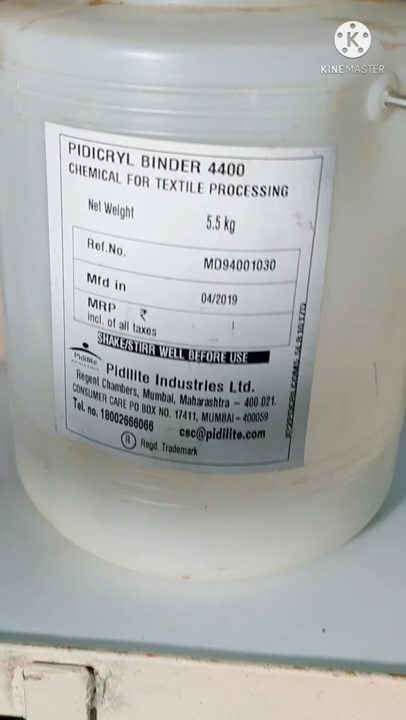 K
KINEMASTER
PIDICRYL BINDER 4400
CHEMICAL FOR TEXTILE PROCESSING
Net Weight 5.5 kg
Ref.No. MD94001030
Mfd in 04/2019
MRP ₹
incl. of all taxes
SHAKE/STIRR WELL BEFORE USE
Pidilite
Pidilite Industries Ltd.
Regent Chambers, Mumbai, Maharashtra - 400 021.
CONSUMER CARE PO BOX NO. 17411, MUMBAI-400059
Tel. no. 18002666066 csc@pidilite.com
R Regd. Trademark